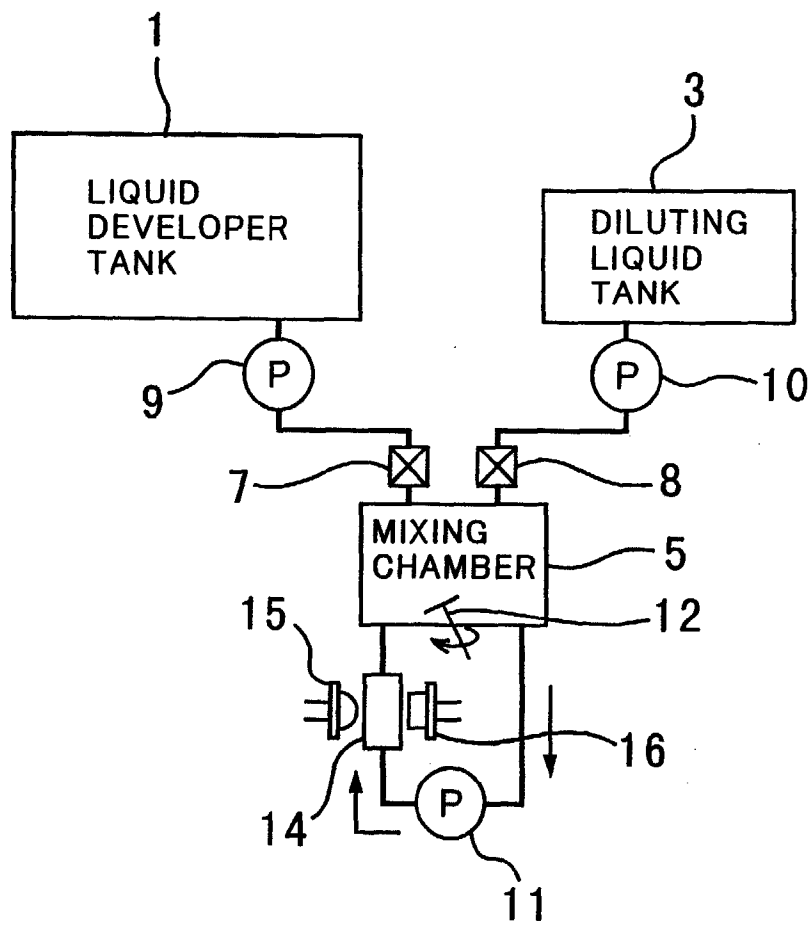 1
3
LIQUID
DEVELOPER
TANK
DILUTING
LIQUID
TANK
9
P
P
10
7
8
MIXING
CHAMBER
5
12
15
16
14
P
11